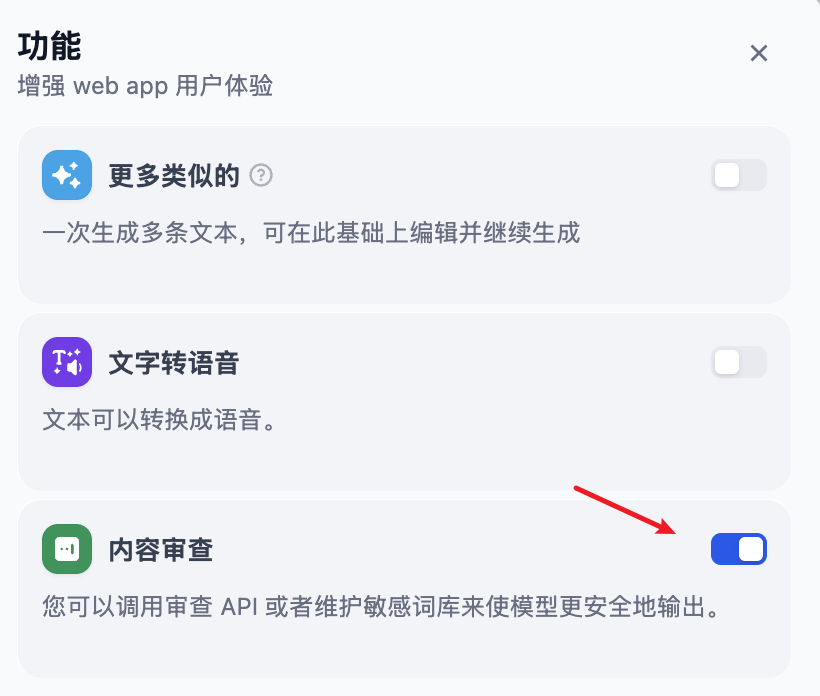 功能
增强 web app 用户体验
更多类似的
一次生成多条文本，可在此基础上编辑并继续生成
文字转语音
文本可以转换成语音。
内容审查
您可以调用审查 API 或者维护敏感词库来使模型更安全地输出。